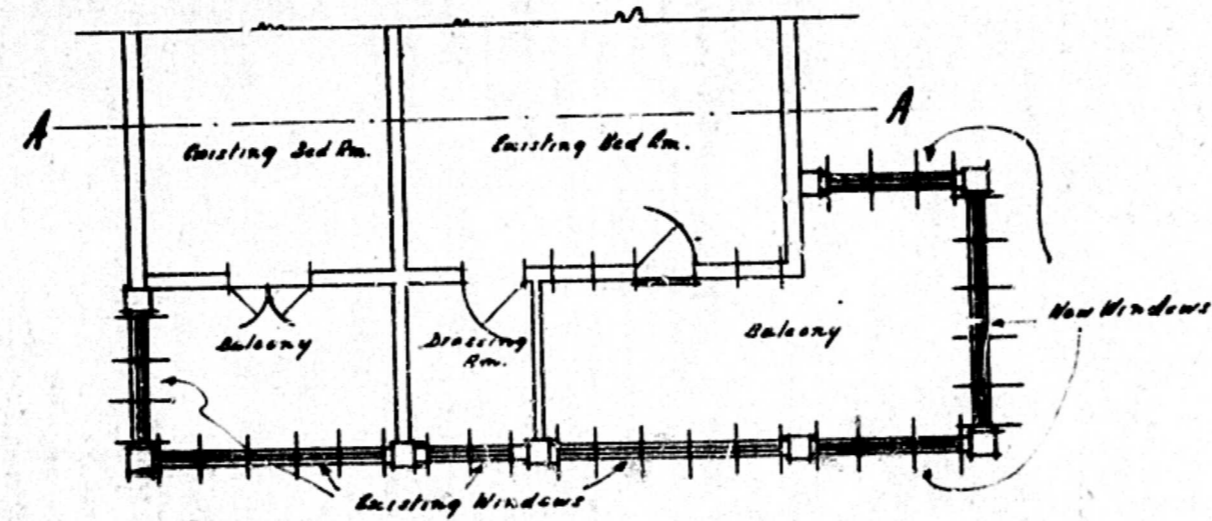 A
A
Existing Bed Rm.
Existing Bed Rm.
Balcony
Dressing
Rm.
Balcony
New Windows
Existing Windows